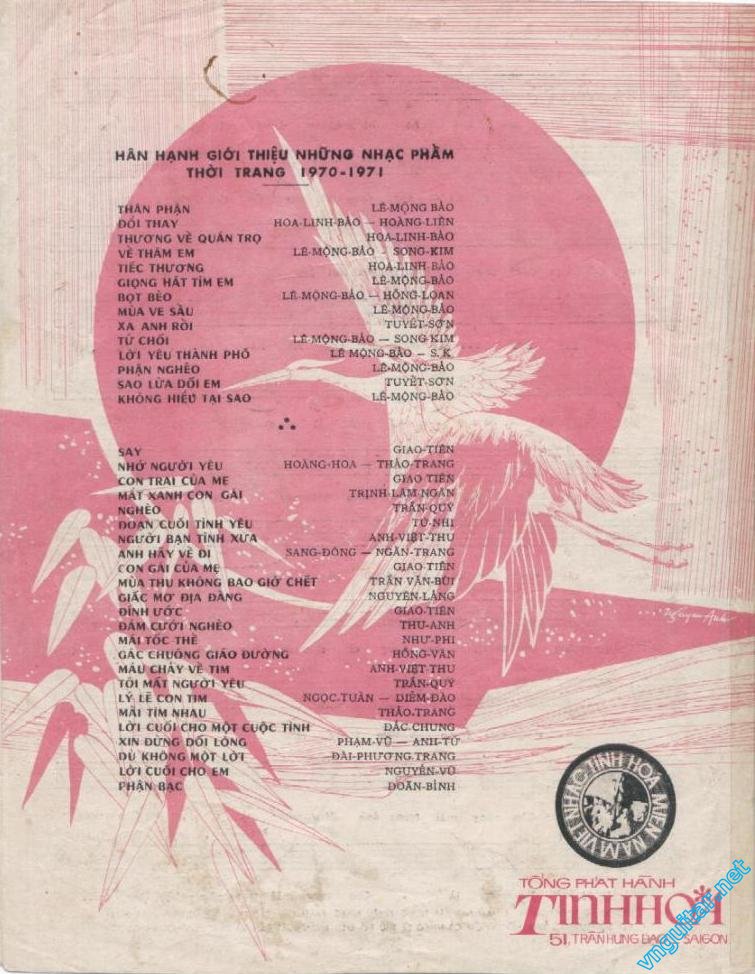 HÂN HẠNH GIỚI THIỆU NHỮNG NHẠC PHẨM
THỜI TRANG 1970-1971
THÂN PHẬN LÊ-MỘNG BẢO
ĐỔI THAY HOA-LINH-BẢO — HOÀNG-LIÊN
THƯƠNG VỀ QUÁN TRỌ HOA-LINH-BẢO
VỀ THĂM EM LÊ-MỘNG-BẢO — SONG-KIM
TIẾC THƯƠNG HOA-LINH BẢO
GIỌNG HÁT TÌM EM LÊ-MỘNG-BẢO
BỌT BÈO LÊ-MỘNG-BẢO — HỒNG-LOAN
MÙA VE SẦU LÊ-MỘNG-BẢO
XA ANH RỒI TUYẾT-SƠN
TỪ CHỐI LÊ-MỘNG-BẢO — SONG-KIM
LỜI YÊU THÀNH PHỐ LÊ MỘNG-BẢO — S.K
PHẬN NGHÈO LÊ-MỘNG-BẢO
SAO LỪA DỐI EM TUYẾT-SƠN
KHÔNG HIỂU TẠI SAO LÊ-MỘNG-BẢO
SAY GIAO-TIÊN
NHỚ NGƯỜI YÊU HOÀNG-HOA — THẢO-TRANG
CON TRAI CỦA MẸ GIAO TIÊN
MẮT XANH CON GÁI TRỊNH-LÂM NGÂN
NGHÈO TRẦN-QUÝ
ĐOẠN CUỐI TÌNH YÊU TÚ-NHI
NGƯỜI BẠN TÌNH XƯA ANH-VIỆT-THU
ANH HÃY VỀ ĐI SANG-ĐÔNG — NGÂN-TRANG
CON GÁI CỦA MẸ GIAO-TIÊN
MÙA THU KHÔNG BAO GIỜ CHẾT TRẦN VĂN-BÙI
GIẤC MƠ ĐỊA ĐÀNG NGUYÊN-LÃNG
ĐÍNH ƯỚC GIAO-TIÊN
ĐÁM CƯỚI NGHÈO THU-ANH
MÁI TÓC THỀ NHƯ-PHI
GÁC CHUÔNG GIÁO ĐƯỜNG HỒNG-VÂN
MÁU CHẢY VỀ TIM ANH-VIỆT THU
TÔI MẤT NGƯỜI YÊU TRẦN-QUÝ
LÝ LẼ CON TIM NGỌC-TUẤN — DIỄM-ĐÀO
MÃI TÌM NHAU THẢO-TRANG
LỜI CUỐI CHO MỘT CUỘC TÌNH ĐẮC-CHUNG
XIN ĐỪNG DỐI LÒNG PHẠM-VŨ — ANH-TỬ
DÙ KHÔNG MỘT LỜI ĐÀI-PHƯƠNG-TRANG
LỜI CUỐI CHO EM NGUYÊN-VŨ
PHẬN BẠC DOÃN-BÌNH
Nguyen Anh
VIỆT NHẠC TINH HOA MIỀN NAM
TỔNG PHÁT HÀNH
TINHHOA
51, TRẦN HƯNG ĐẠO SAIGON
vnguitar.net